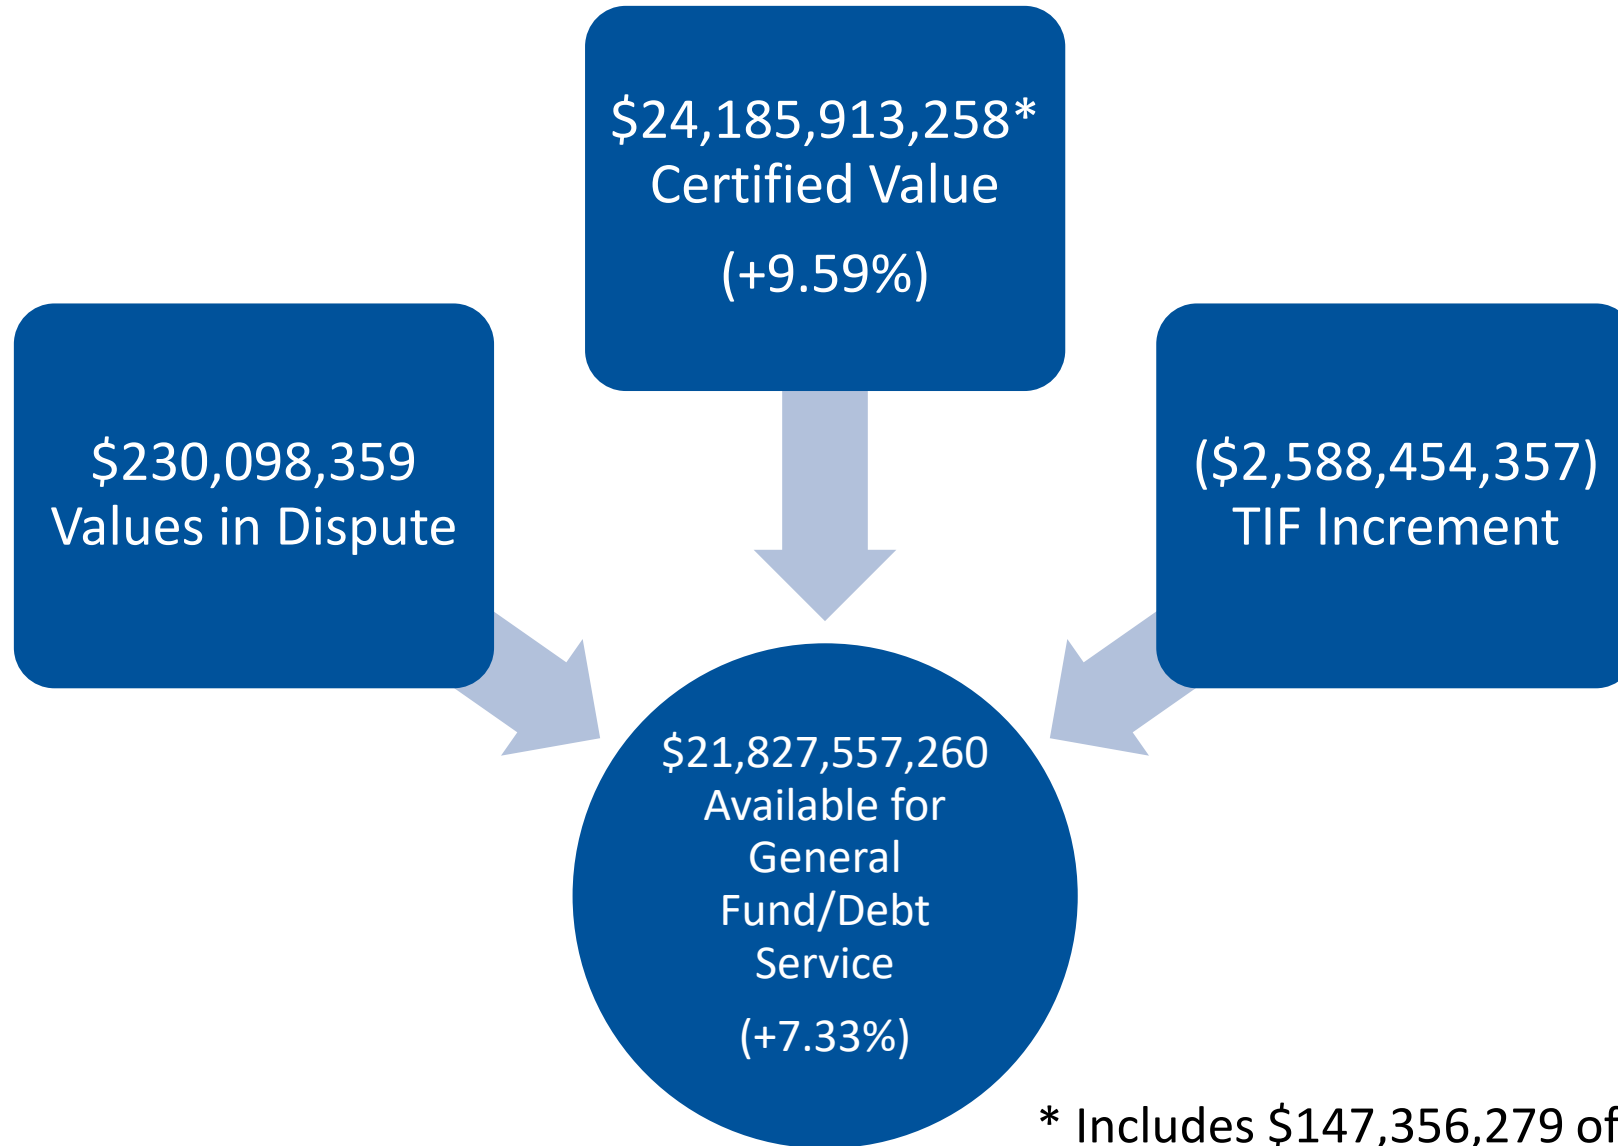 $24,185,913,258*
Certified Value
(+9.59%)
$230,098,359
Values in Dispute
($2,588,454,357)
TIF Increment
$21,827,557,260
Available for
General
Fund/Debt
Service
(+7.33%)
* Includes $147,356,279 of